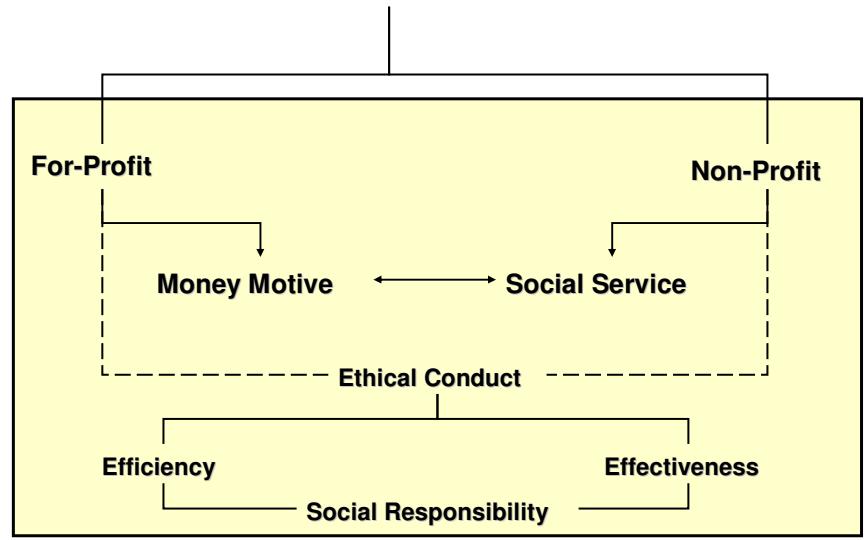 For-Profit
Non-Profit
Money Motive
Social Service
Ethical Conduct
Efficiency
Effectiveness
Social Responsibility